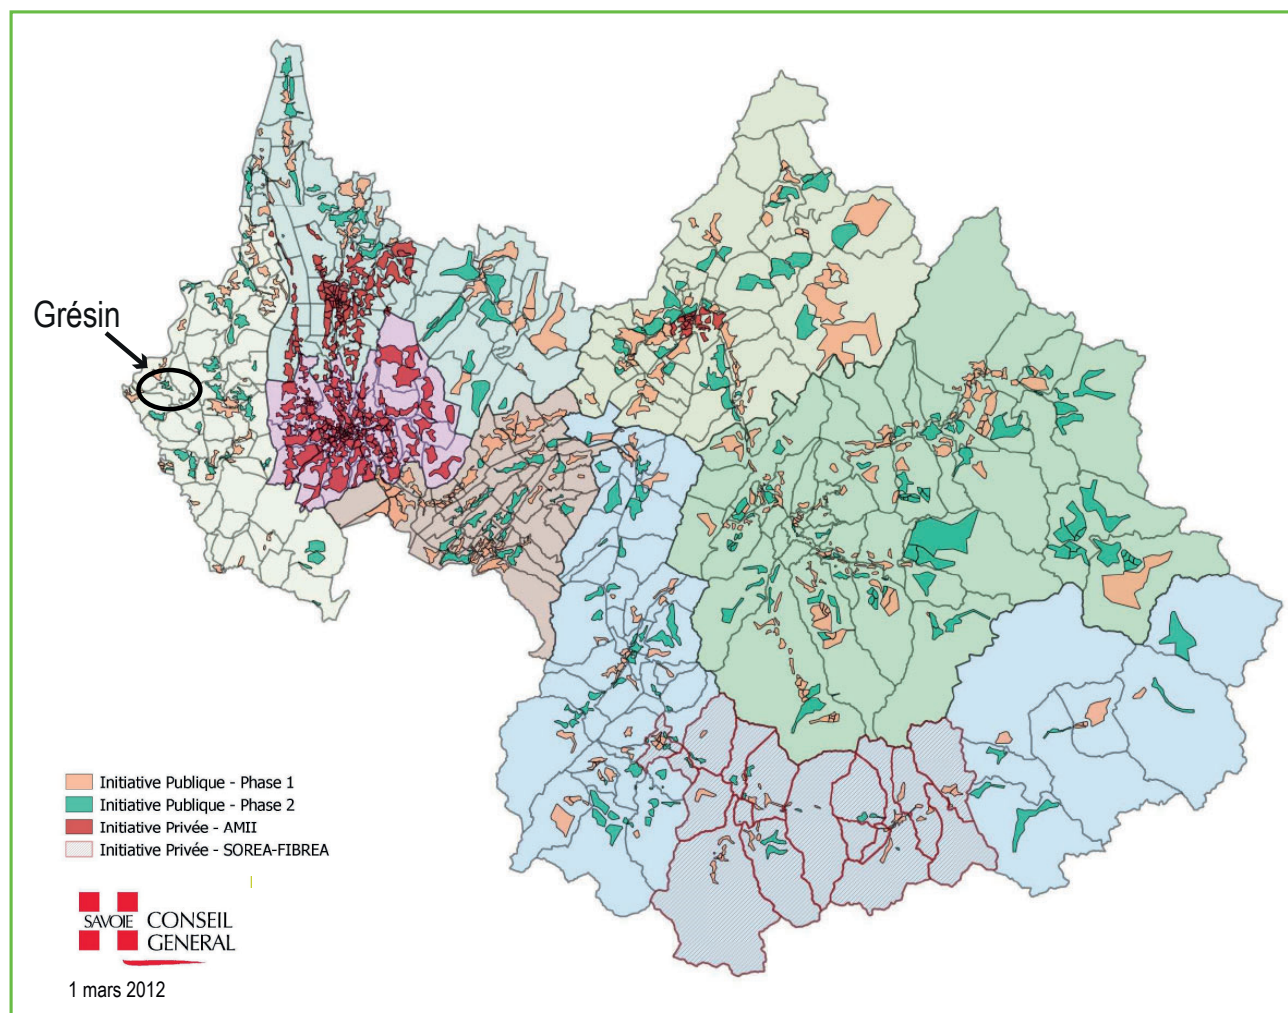 Grésin
Initiative Publique - Phase 1
Initiative Publique - Phase 2
Initiative Privée - AMII
Initiative Privée - SOREA-FIBREA
SAVOIE
CONSEIL
GENERAL
1 mars 2012